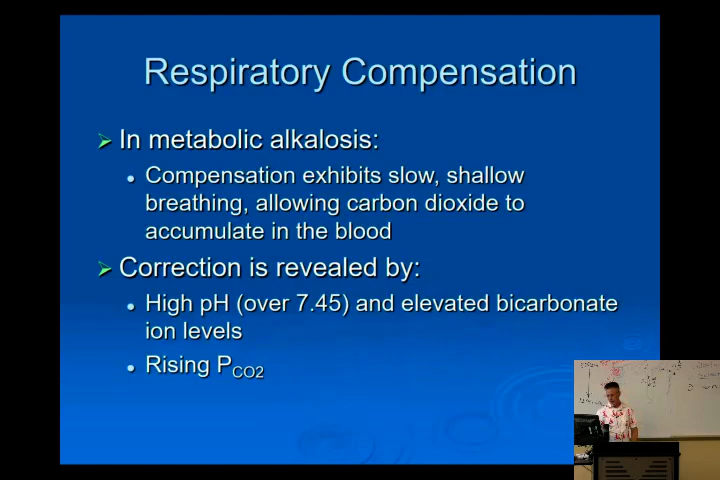 Respiratory Compensation
In metabolic alkalosis:
Compensation exhibits slow, shallow
breathing, allowing carbon dioxide to
accumulate in the blood
Correction is revealed by:
High pH (over 7.45) and elevated bicarbonate
ion levels
Rising PCO2